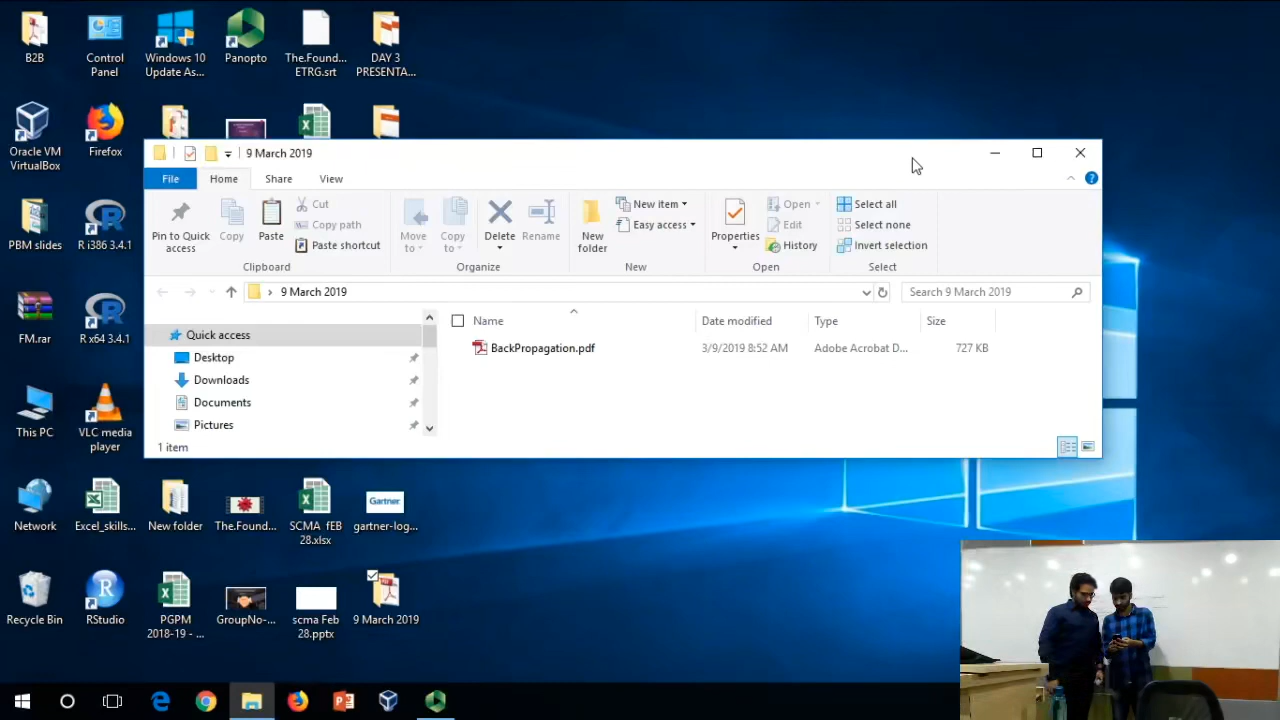 B2B
Control Panel
Windows 10 Update As...
Panopto
The.Found... ETRG.srt
DAY 3 PRESENTA...
Oracle VM VirtualBox
Firefox
9 March 2019
File
Home
Share
View
Pin to Quick access
Copy
Paste
Cut
Copy path
Paste shortcut
Move to
Copy to
Delete
Rename
New folder
New item
Easy access
Properties
Open
Edit
History
Select all
Select none
Invert selection
Clipboard
Organize
New
Open
Select
PBM slides
R i386 3.4.1
9 March 2019
Search 9 March 2019
Name
Date modified
Type
Size
Quick access
BackPropagation.pdf
3/9/2019 8:52 AM
Adobe Acrobat D...
727 KB
Desktop
Downloads
Documents
Pictures
1 item
FM.rar
R x64 3.4.1
This PC
VLC media player
Network
Excel_skills...
New folder
The.Found...
SCMA fEB 28.xlsx
Gartner
gartner-log...
Recycle Bin
RStudio
PGPM 2018-19 - ...
GroupNo-...
scma Feb 28.pptx
9 March 2019